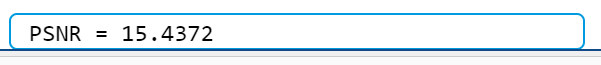 PSNR = 15.4372